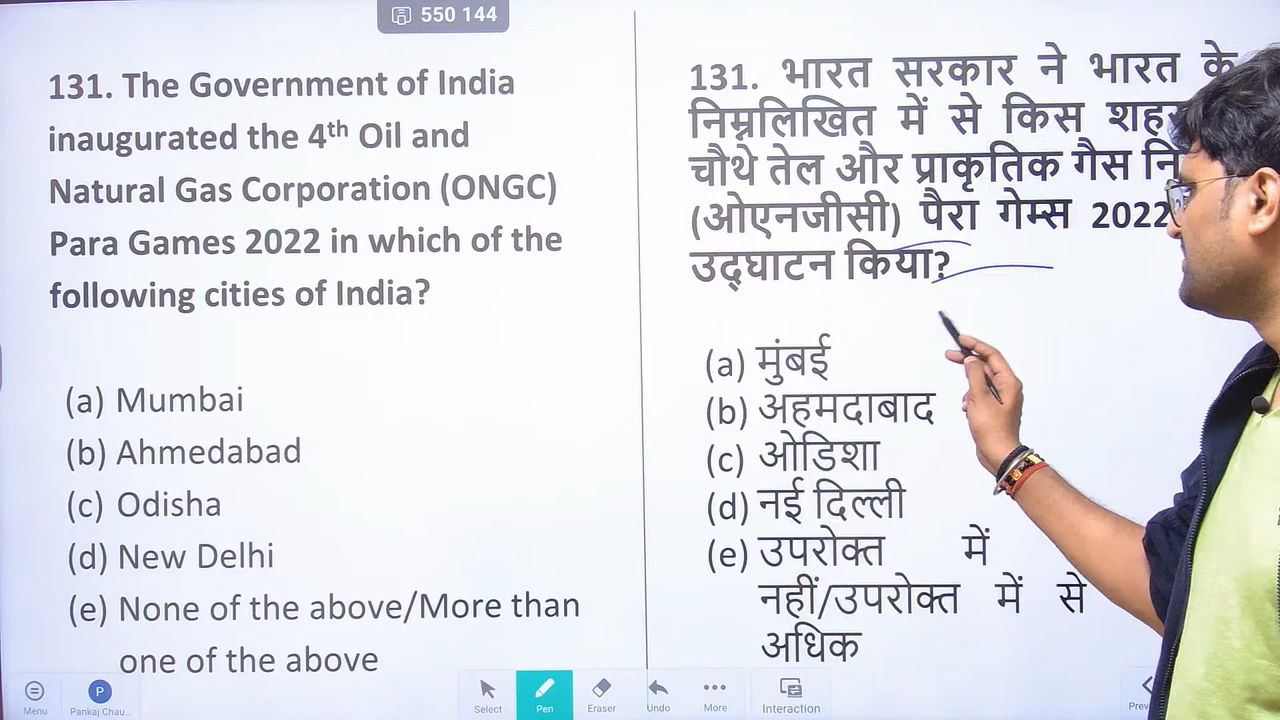 550 144
131. The Government of India
inaugurated the 4th Oil and
Natural Gas Corporation (ONGC)
Para Games 2022 in which of the
following cities of India?
(a) Mumbai
(b) Ahmedabad
(c) Odisha
(d) New Delhi
(e) None of the above/More than
one of the above
131. भारत सरकार ने भारत के
निम्नलिखित में से किस
चौथे तेल और प्राकृतिक गैस
(ओएनजीसी) पैरा गेम्स 2022
उद्घाटन किया?
(a) मुंबई
(b) अहमदाबाद
(c) ओडिशा
(d) नई दिल्ली
(e) उपरोक्त में
नहीं/उपरोक्त में से
अधिक
Menu
Pankaj Chau...
Select
Pen
Eraser
Undo
More
Interaction